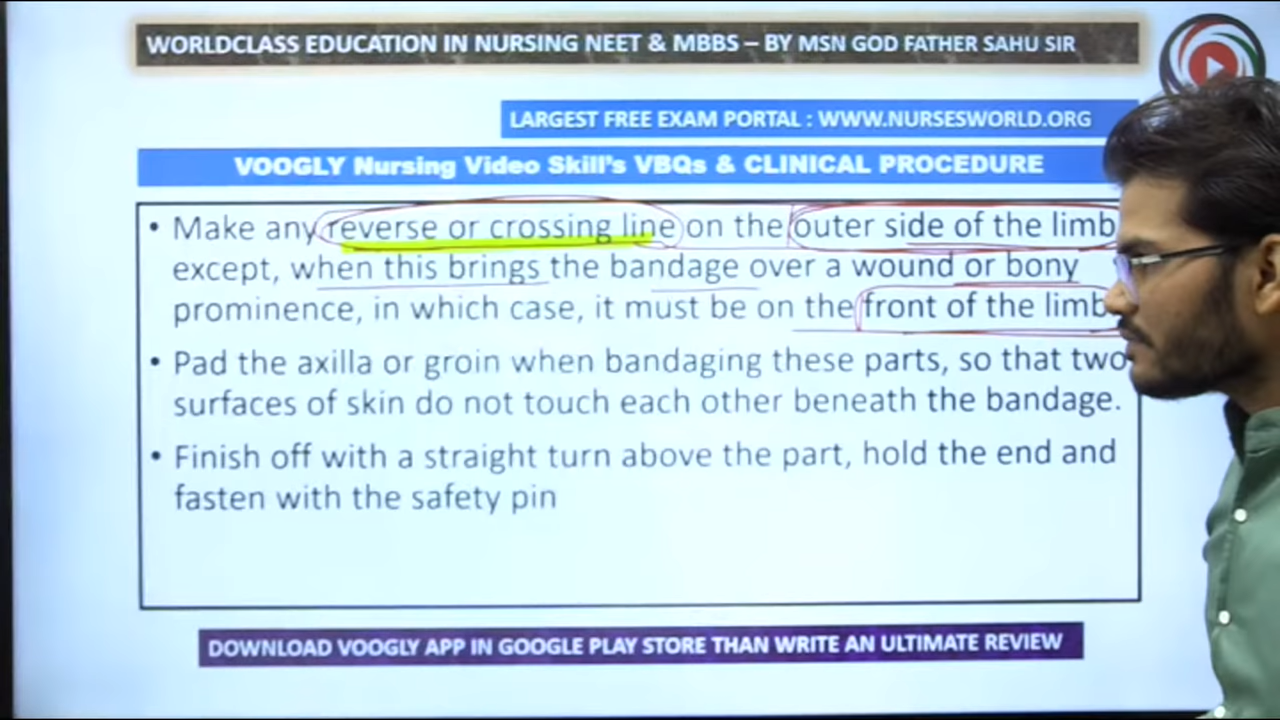 WORLDCLASS EDUCATION IN NURSING NEET & MBBS – BY MSN GOD FATHER SAHU SIR
LARGEST FREE EXAM PORTAL : WWW.NURSESWORLD.ORG
VOOGLY Nursing Video Skill's VBQs & CLINICAL PROCEDURE
• Make any reverse or crossing line on the outer side of the limb
except, when this brings the bandage over a wound or bony
prominence, in which case, it must be on the front of the limb.
• Pad the axilla or groin when bandaging these parts, so that two
surfaces of skin do not touch each other beneath the bandage.
• Finish off with a straight turn above the part, hold the end and
fasten with the safety pin
DOWNLOAD VOOGLY APP IN GOOGLE PLAY STORE THAN WRITE AN ULTIMATE REVIEW